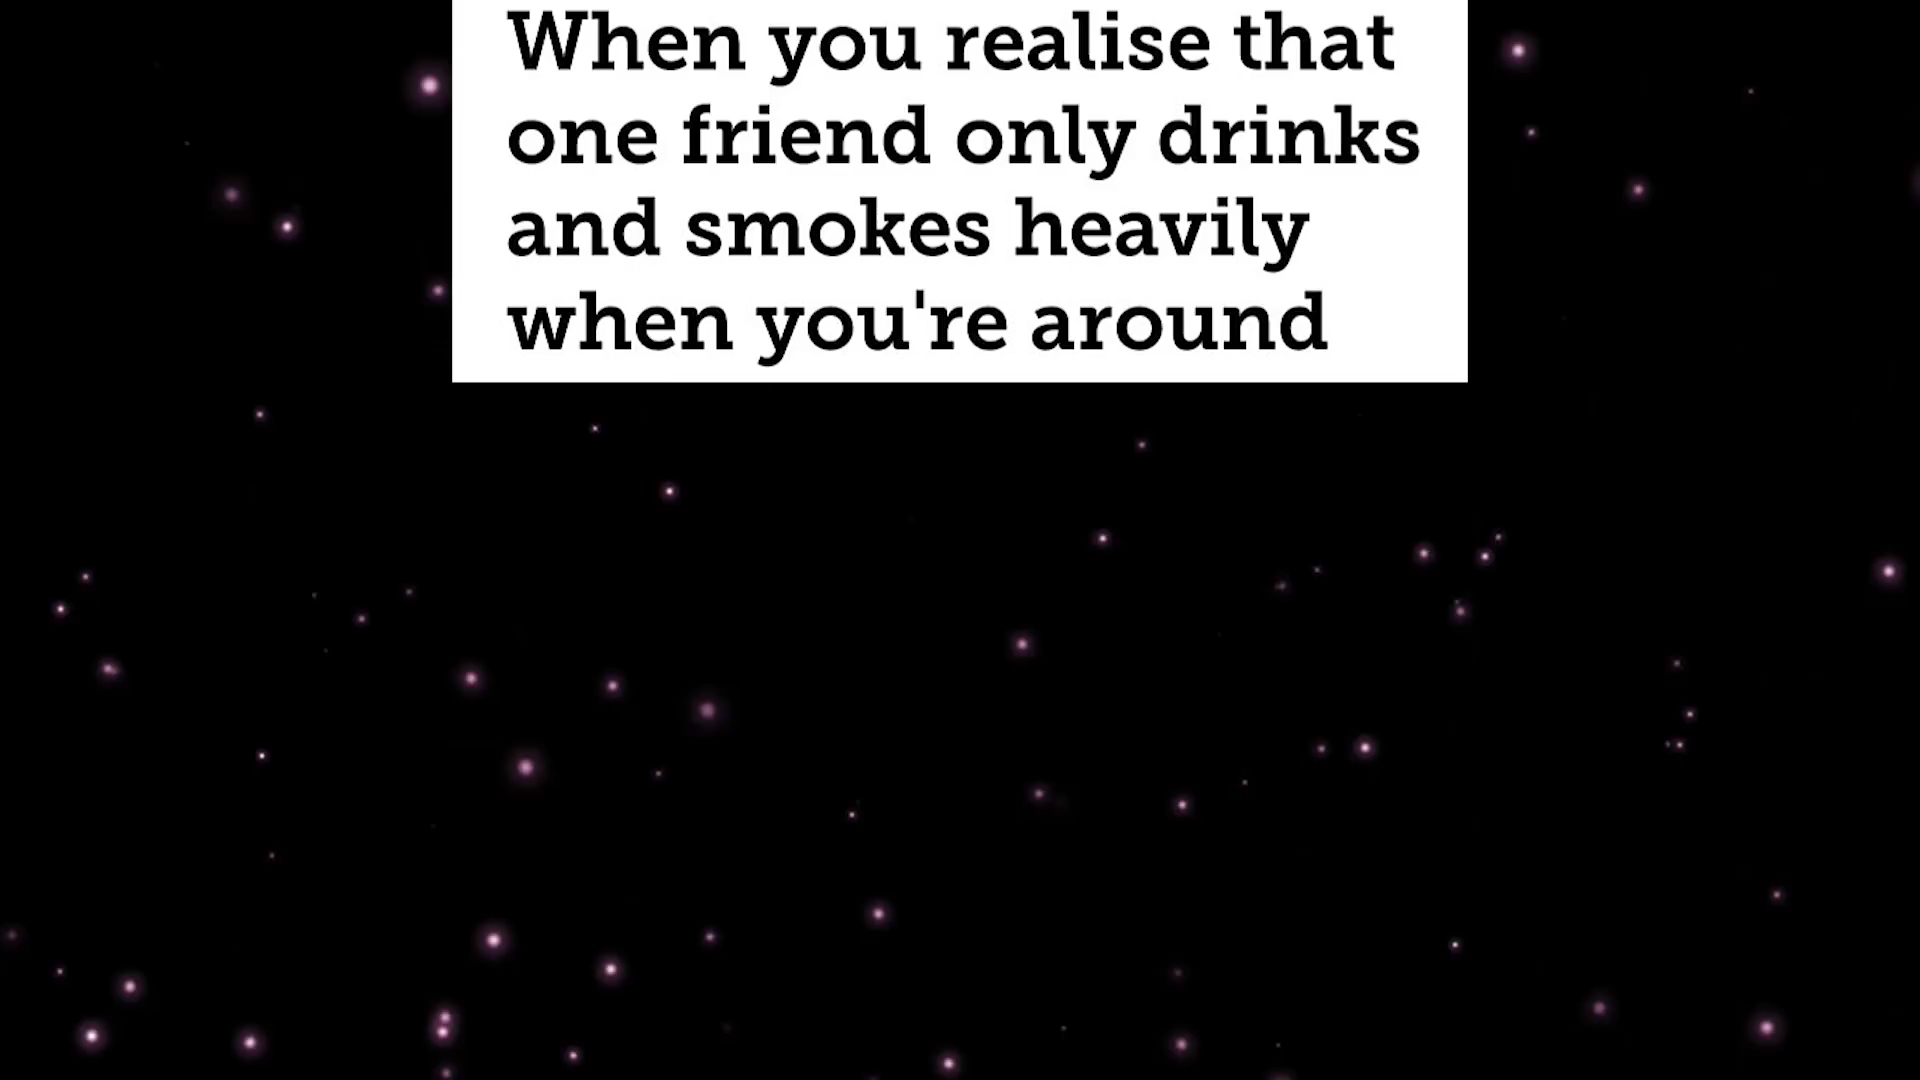 When you realise that
one friend only drinks
and smokes heavily
when you're around